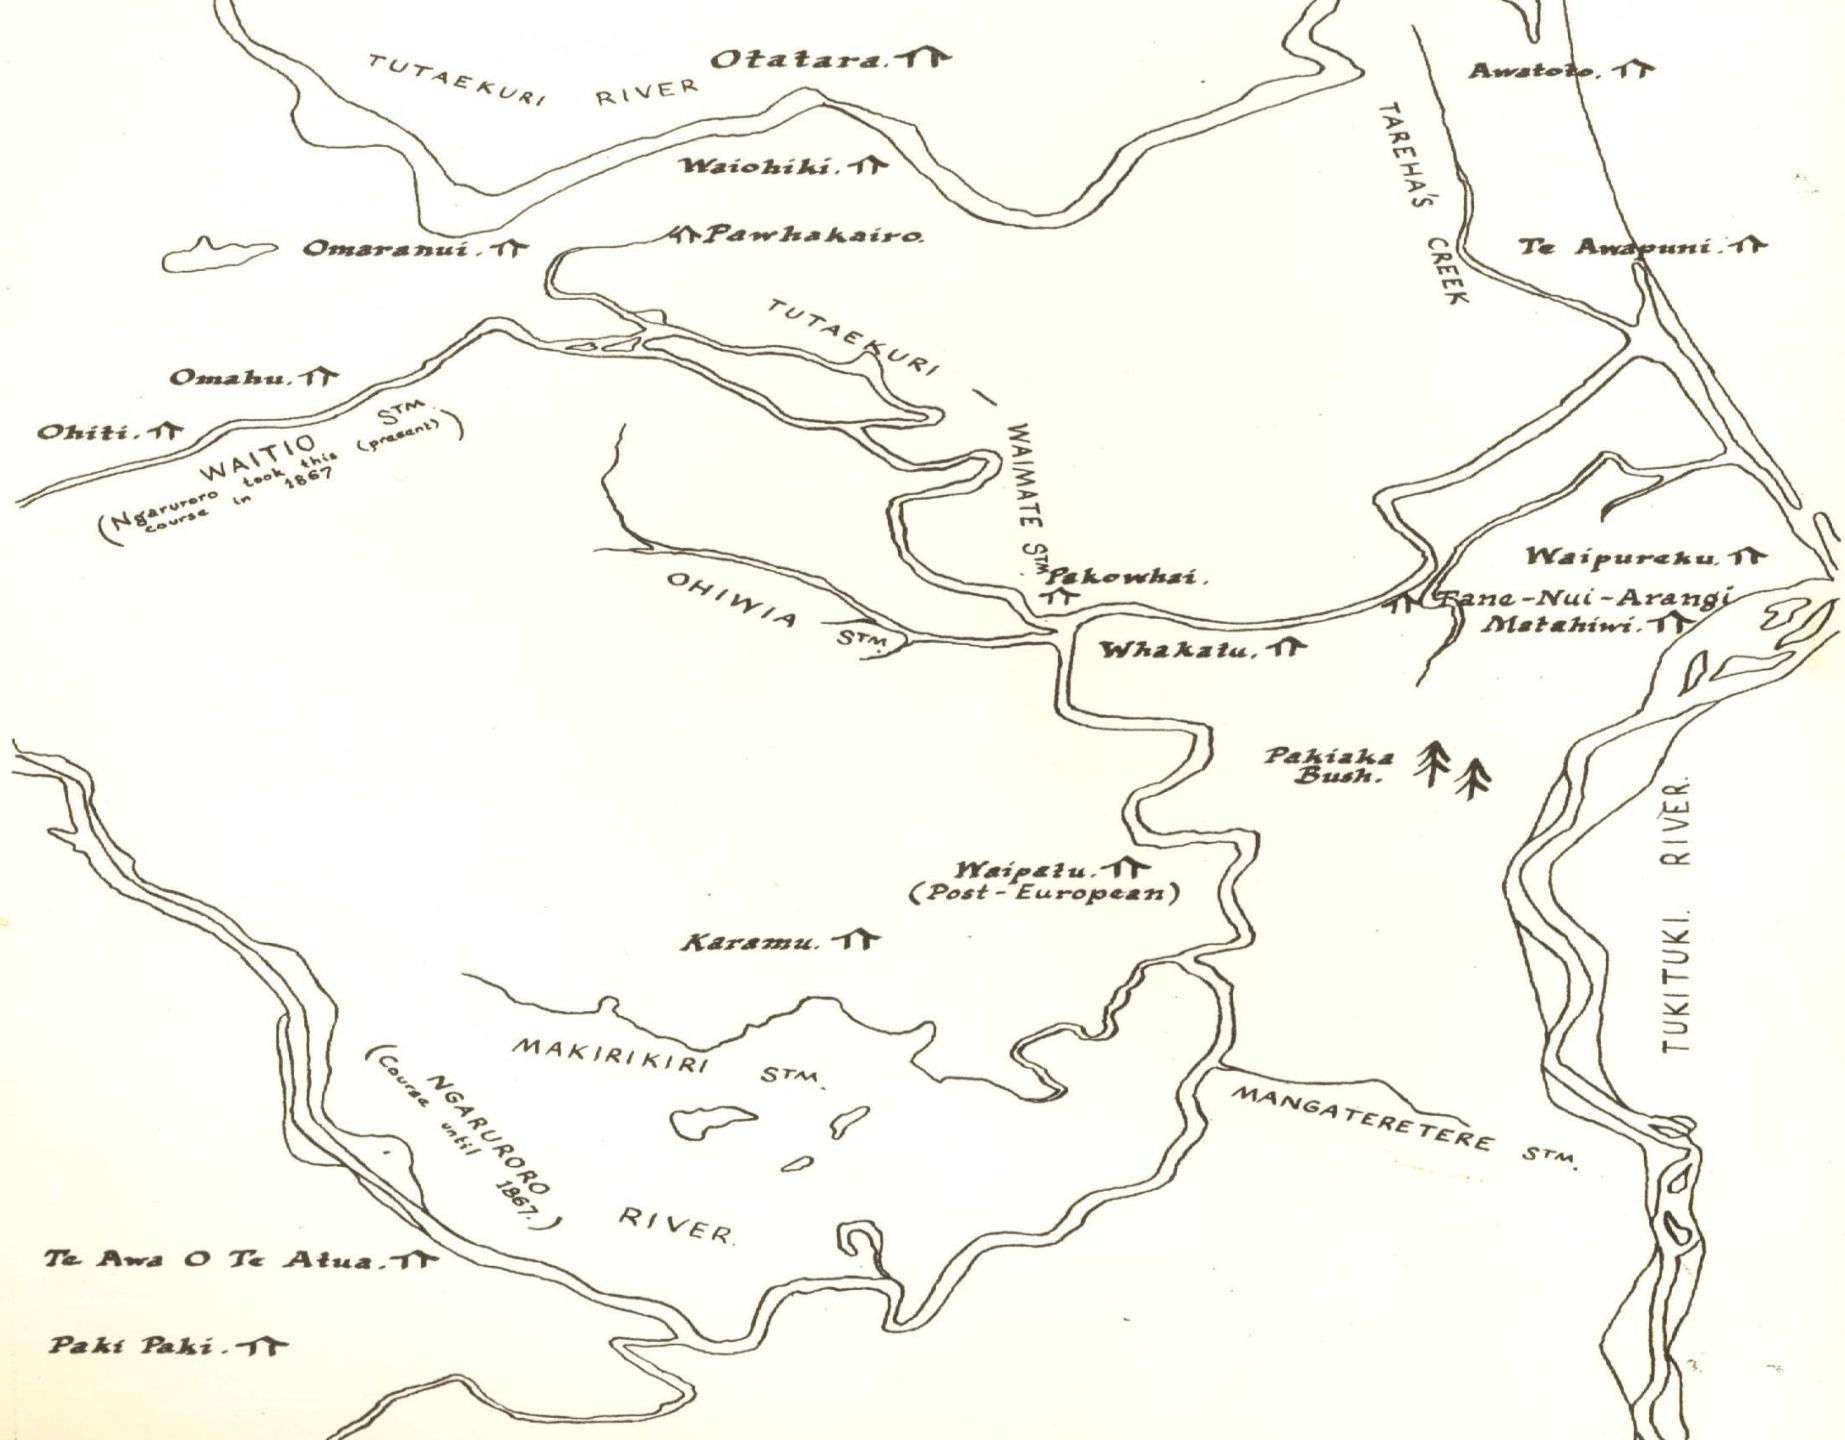 TUTAEKURI RIVER
Otatara.
Awatoto.
TAREHA'S CREEK
Waiohiki.
Omaranui.
Pawhakairo.
Te Awapuni.
TUTAEKURI - WAIMATE STM.
Omahu.
Ohiti.
WAITIO STM.
(Ngaruroro took this (present)
course in 1867)
OHIWIA STM.
Pakowhai.
Waipureku.
Tane-Nui-Arangi
Matahiwi.
Whakatu.
Pakiaka
Bush.
TUKITUKI. RIVER.
Waipatu.
(Post-European)
Karamu.
MAKIRIKIRI STM.
MANGATERETERE STM.
NGARURORO RIVER.
(Course until 1867.)
Te Awa O Te Atua.
Paki Paki.